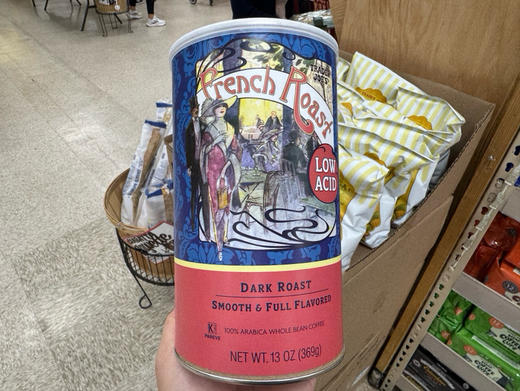 TRADER JOE'S
French Roast
LOW
ACID
DARK ROAST
SMOOTH & FULL FLAVORED
K
PAREVE
100% ARABICA WHOLE BEAN COFFEE
NET WT. 13 OZ (369g)